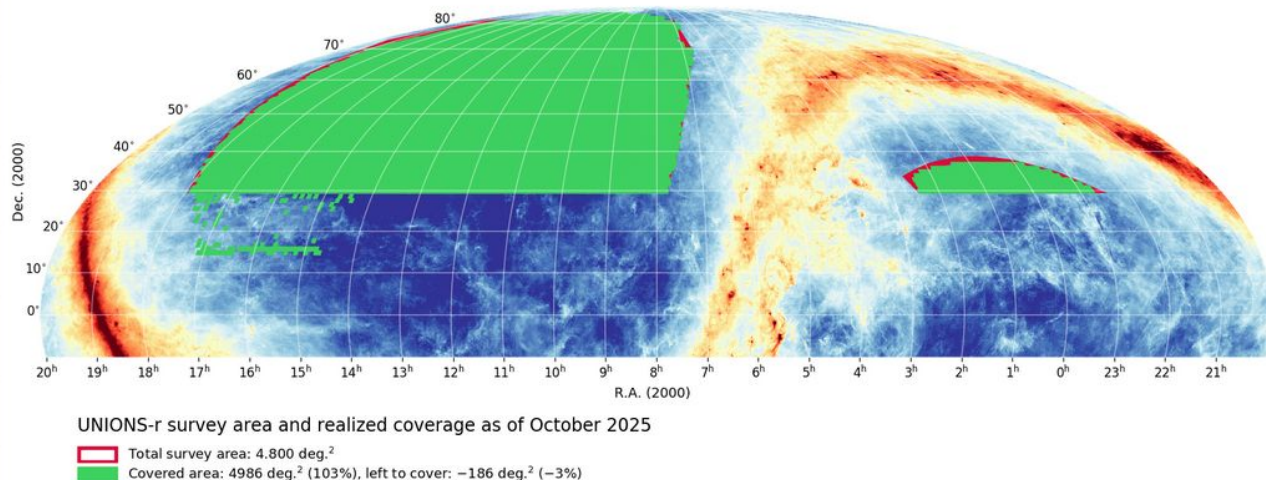 80°
70°
60°
50°
40°
30°
20°
10°
0°
Dec. (2000)
20ʰ 19ʰ 18ʰ 17ʰ 16ʰ 15ʰ 14ʰ 13ʰ 12ʰ 11ʰ 10ʰ 9ʰ 8ʰ 7ʰ 6ʰ 5ʰ 4ʰ 3ʰ 2ʰ 1ʰ 0ʰ 23ʰ 22ʰ 21ʰ
R.A. (2000)
UNIONS-r survey area and realized coverage as of October 2025
Total survey area: 4.800 deg.²
Covered area: 4986 deg.² (103%), left to cover: −186 deg.² (−3%)